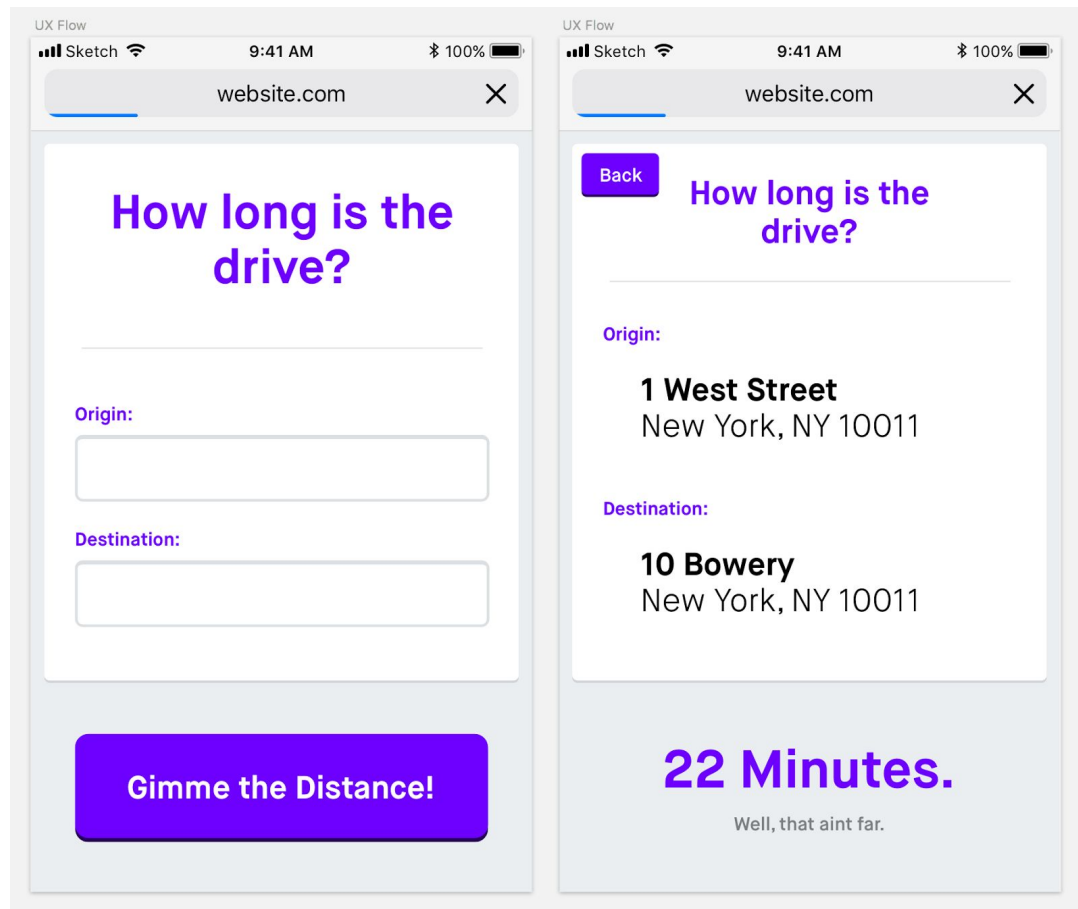 UX Flow
Sketch 9:41 AM 100%
website.com
How long is the
drive?
Origin:
Destination:
Gimme the Distance!
UX Flow
Sketch 9:41 AM 100%
website.com
Back
How long is the
drive?
Origin:
1 West Street
New York, NY 10011
Destination:
10 Bowery
New York, NY 10011
22 Minutes.
Well, that aint far.